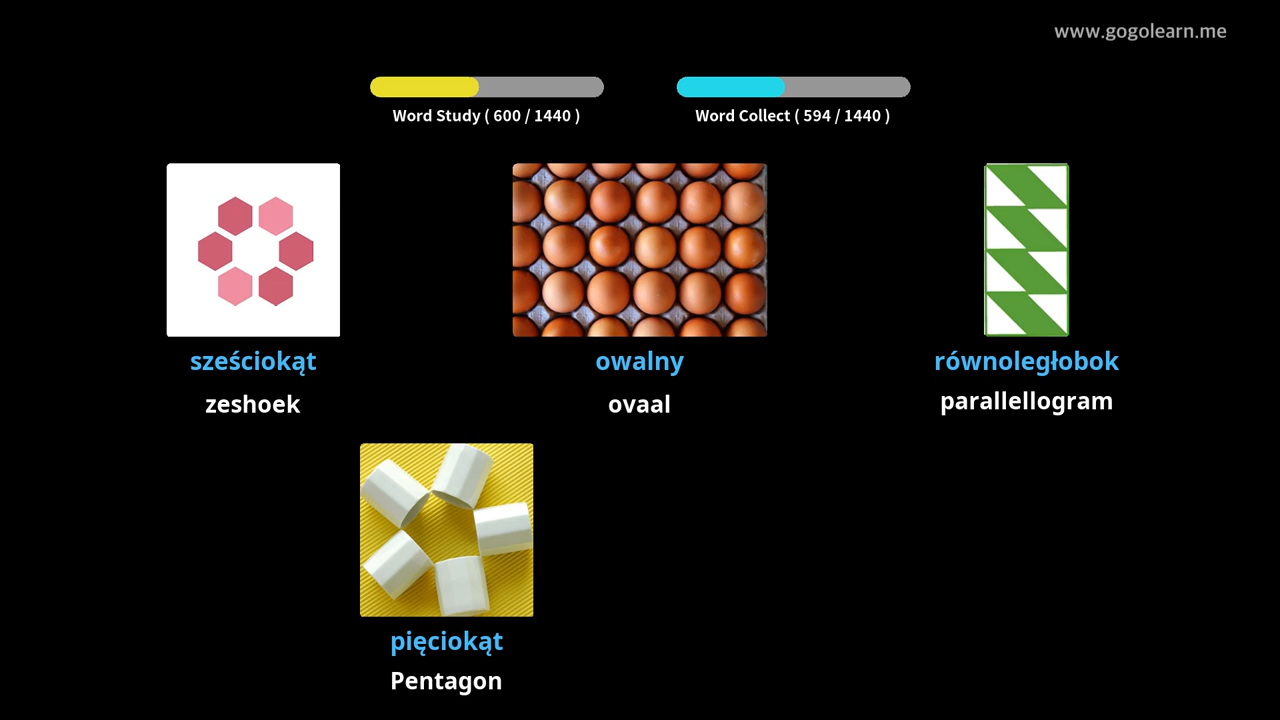 www.gogolearn.me
Word Study ( 600 / 1440 )
Word Collect ( 594 / 1440 )
sześciokąt
zeshoek
owalny
ovaal
równoległobok
parallellogram
pięciokąt
Pentagon